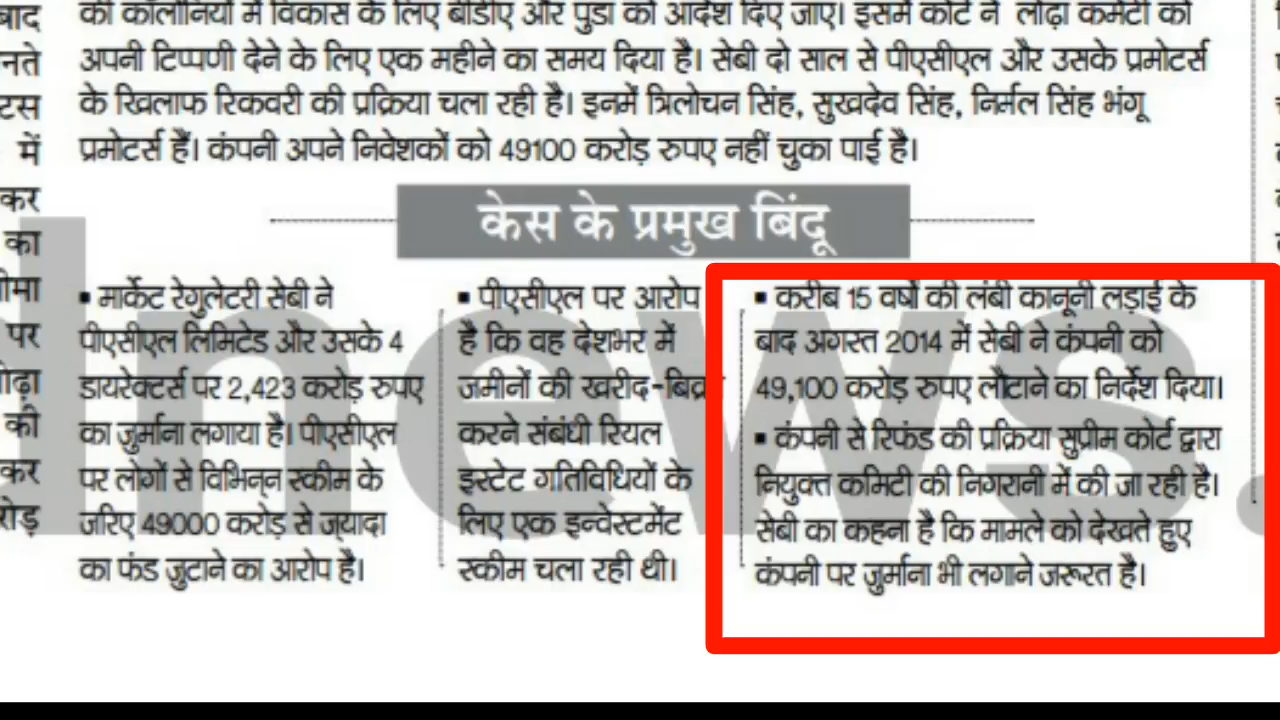 की कॉलोनियों में विकास के लिए बीडीए और पुडा को आदेश दिए जाएं। इसमें कोर्ट ने लोढ़ा कमेटी को
अपनी टिप्पणी देने के लिए एक महीने का समय दिया है। सेबी दो साल से पीएसीएल और उसके प्रमोटर्स
के खिलाफ रिकवरी की प्रक्रिया चला रही है। इनमें त्रिलोचन सिंह, सुखदेव सिंह, निर्मल सिंह भंगू
प्रमोटर्स हैं। कंपनी अपने निवेशकों को 49100 करोड़ रुपए नहीं चुका पाई है।
केस के प्रमुख बिंदू
▪ मार्केट रेगुलेटरी सेबी ने
पीएसीएल लिमिटेड और उसके 4
डायरेक्टर्स पर 2,423 करोड़ रुपए
का जुर्माना लगाया है। पीएसीएल
पर लोगों से विभिन्न स्कीम के
जरिए 49000 करोड़ से ज्यादा
का फंड जुटाने का आरोप है।
▪ पीएसीएल पर आरोप
है कि वह देशभर में
जमीनों की खरीद-बिक्र
करने संबंधी रियल
इस्टेट गतिविधियों के
लिए एक इन्वेस्टमेंट
स्कीम चला रही थी।
▪ करीब 15 वर्षों की लंबी कानूनी लड़ाई के
बाद अगस्त 2014 में सेबी ने कंपनी को
49,100 करोड़ रुपए लौटाने का निर्देश दिया।
▪ कंपनी से रिफंड की प्रक्रिया सुप्रीम कोर्ट द्वारा
नियुक्त कमिटी की निगरानी में की जा रही है।
सेबी का कहना है कि मामले को देखते हुए
कंपनी पर जुर्माना भी लगाने जरूरत है।
news.